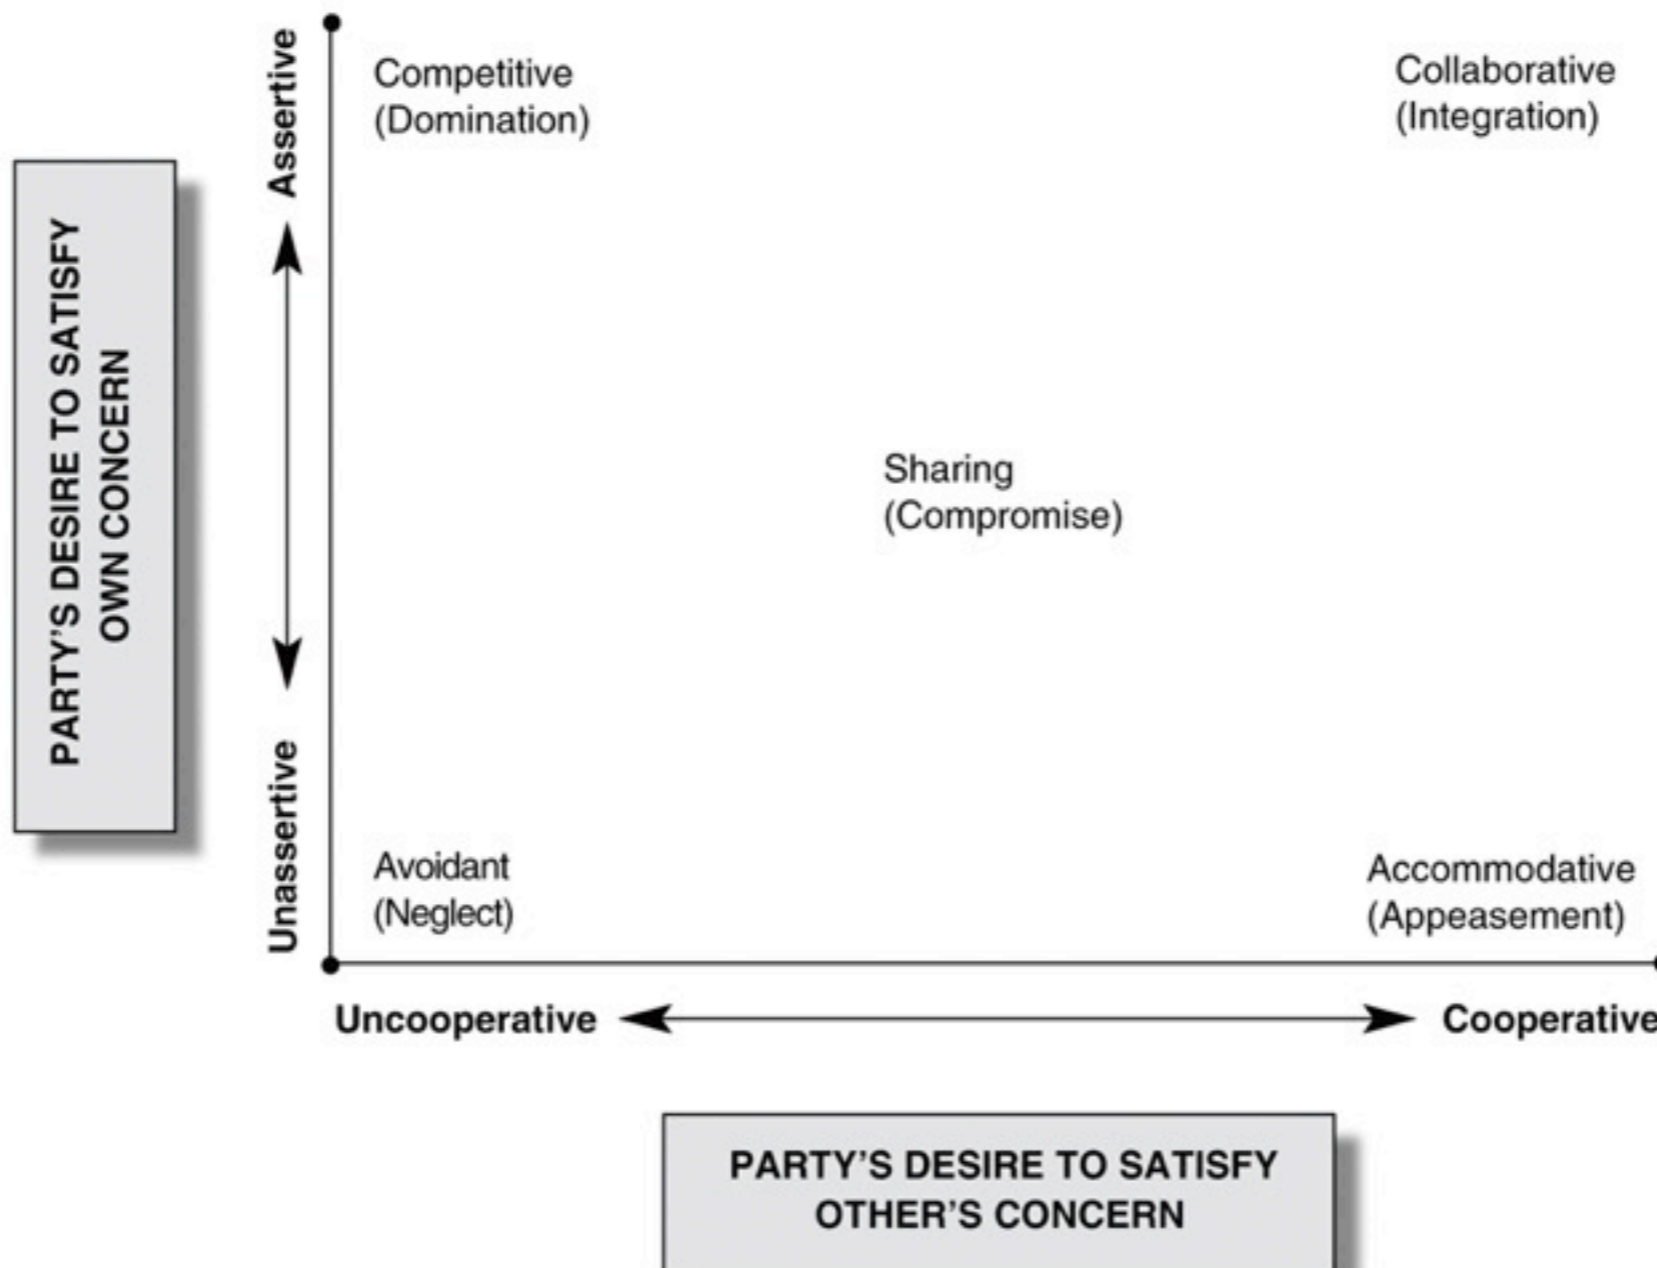 Assertive
Competitive
(Domination)
Collaborative
(Integration)
PARTY'S DESIRE TO SATISFY
OWN CONCERN
Sharing
(Compromise)
Unassertive
Avoidant
(Neglect)
Accommodative
(Appeasement)
Uncooperative
Cooperative
PARTY'S DESIRE TO SATISFY
OTHER'S CONCERN